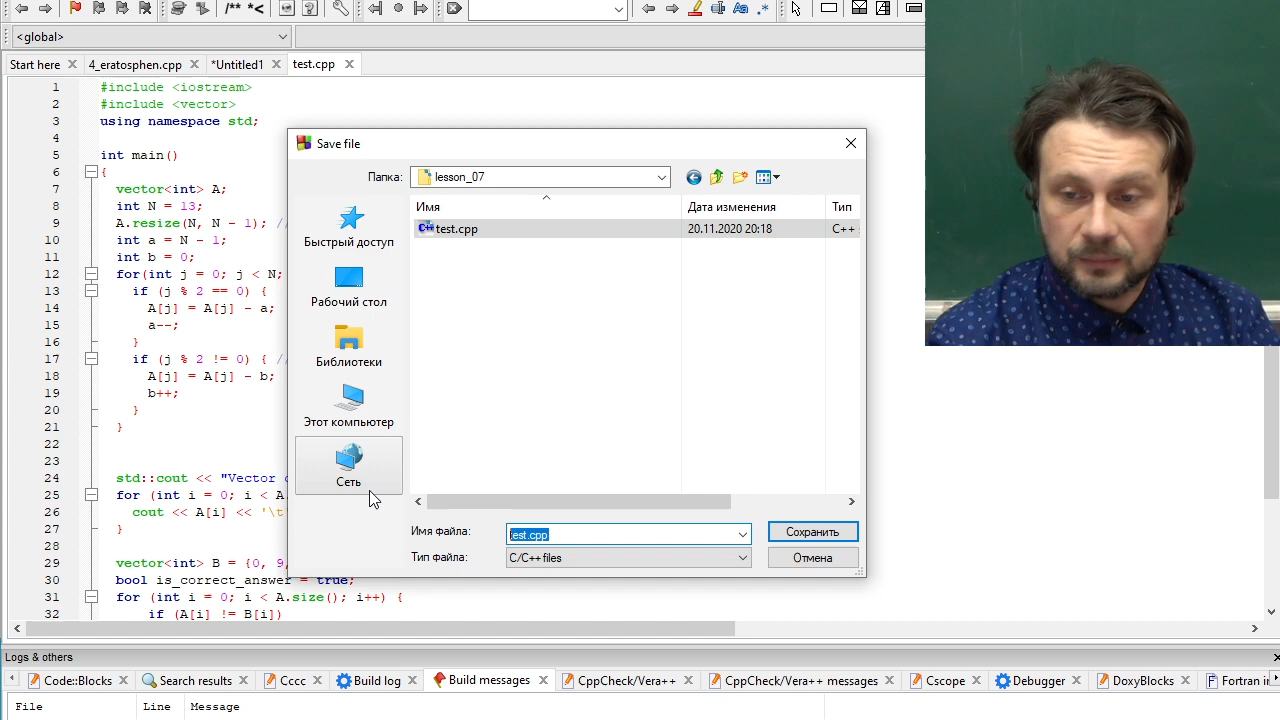 <global>
Start here
4_eratosphen.cpp
*Untitled1
test.cpp
1 #include <iostream>
2 #include <vector>
3 using namespace std;
4
5 int main()
6 {
7 vector<int> A;
8 int N = 13;
9 A.resize(N, N - 1); //
10 int a = N - 1;
11 int b = 0;
12 for(int j = 0; j < N;
13 if (j % 2 == 0) {
14 A[j] = A[j] - a;
15 a--;
16 }
17 if (j % 2 != 0) { //
18 A[j] = A[j] - b;
19 b++;
20 }
21 }
22
23
24 std::cout << "Vector
25 for (int i = 0; i < A.
26 cout << A[i] << '\t'
27 }
28
29 vector<int> B = {0, 9,
30 bool is_correct_answer = true;
31 for (int i = 0; i < A.size(); i++) {
32 if (A[i] != B[i])
Save file
Папка: lesson_07
Имя Дата изменения Тип
test.cpp 20.11.2020 20:18 C++
Быстрый доступ
Рабочий стол
Библиотеки
Этот компьютер
Сеть
Имя файла: test.cpp Сохранить
Тип файла: C/C++ files Отмена
Logs & others
Code::Blocks
Search results
Cccc
Build log
Build messages
CppCheck/Vera++
CppCheck/Vera++ messages
Cscope
Debugger
DoxyBlocks
Fortran
File Line Message